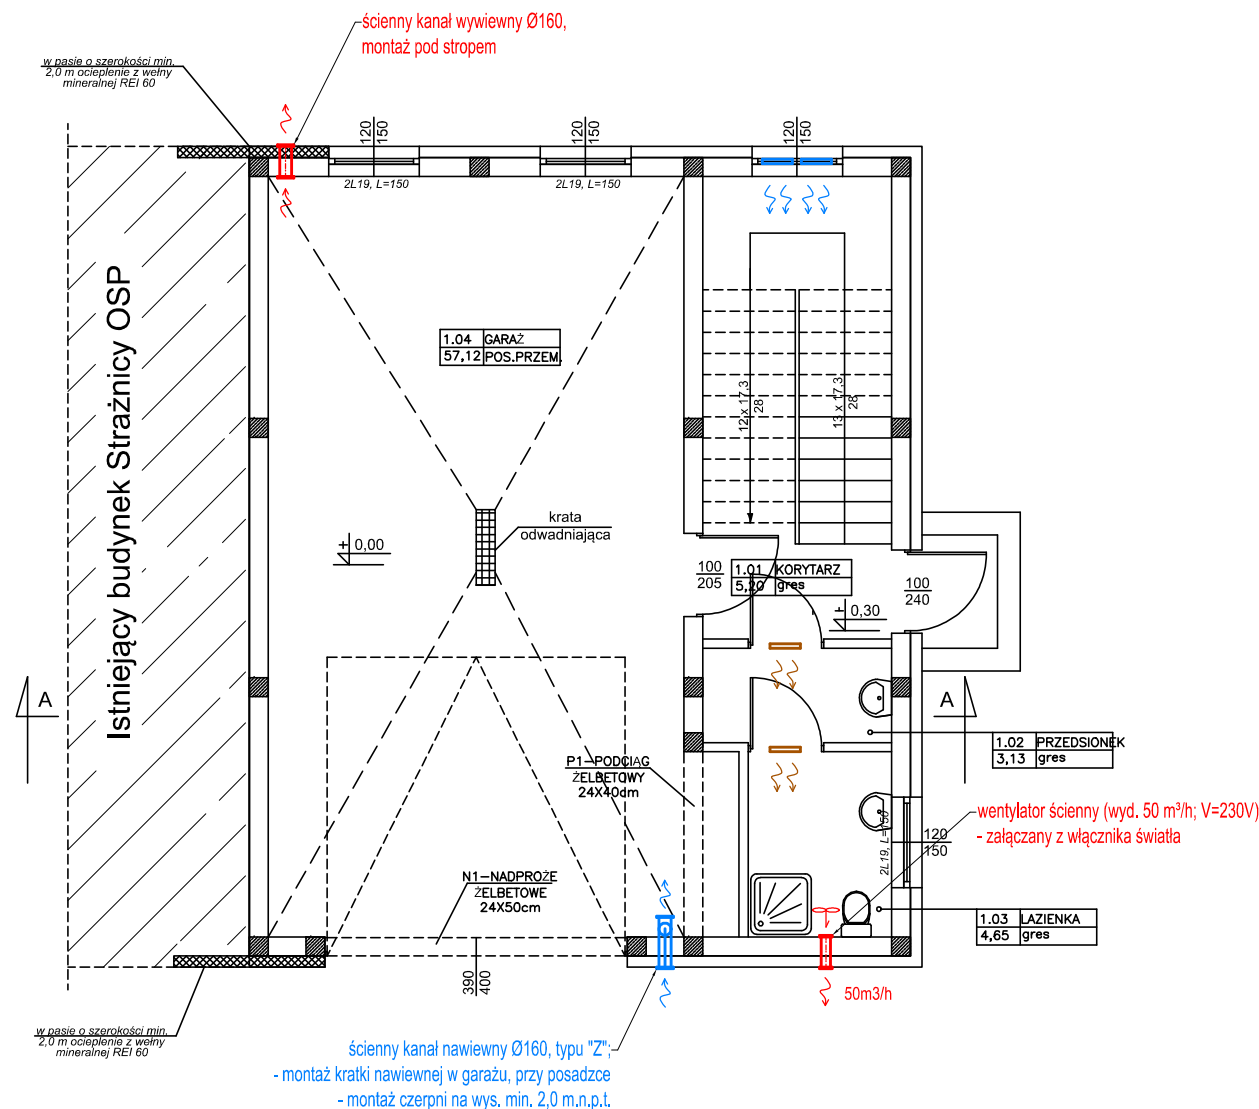 ścienny kanał wywiewny Ø160,
montaż pod stropem
w pasie o szerokości min.
2,0 m ocieplenie z wełny
mineralnej REI 60
120
150
120
150
120
150
2L19, L=150
2L19, L=150
Istniejący budynek Strażnicy OSP
1.04 GARAŻ
57,12 POS.PRZEM.
12 x 17,3
28
13 x 17,3
28
krata
odwadniająca
+ 0,00
100
205
1.01 KORYTARZ
5,20 gres
100
240
+ 0,30
A
A
1.02 PRZEDSIONEK
3,13 gres
P1-PODCIĄG
ŻELBETOWY
24X40cm
wentylator ścienny (wyd. 50 m³/h; V=230V)
- załączany z włącznika światła
2L19, L=150
120
150
N1-NADPROŻE
ŻELBETOWE
24X50cm
1.03 ŁAZIENKA
4,65 gres
G
390
400
50m3/h
w pasie o szerokości min.
2,0 m ocieplenie z wełny
mineralnej REI 60
ścienny kanał nawiewny Ø160, typu "Z";
- montaż kratki nawiewnej w garażu, przy posadzce
- montaż czerpni na wys. min. 2,0 m.n.p.t.